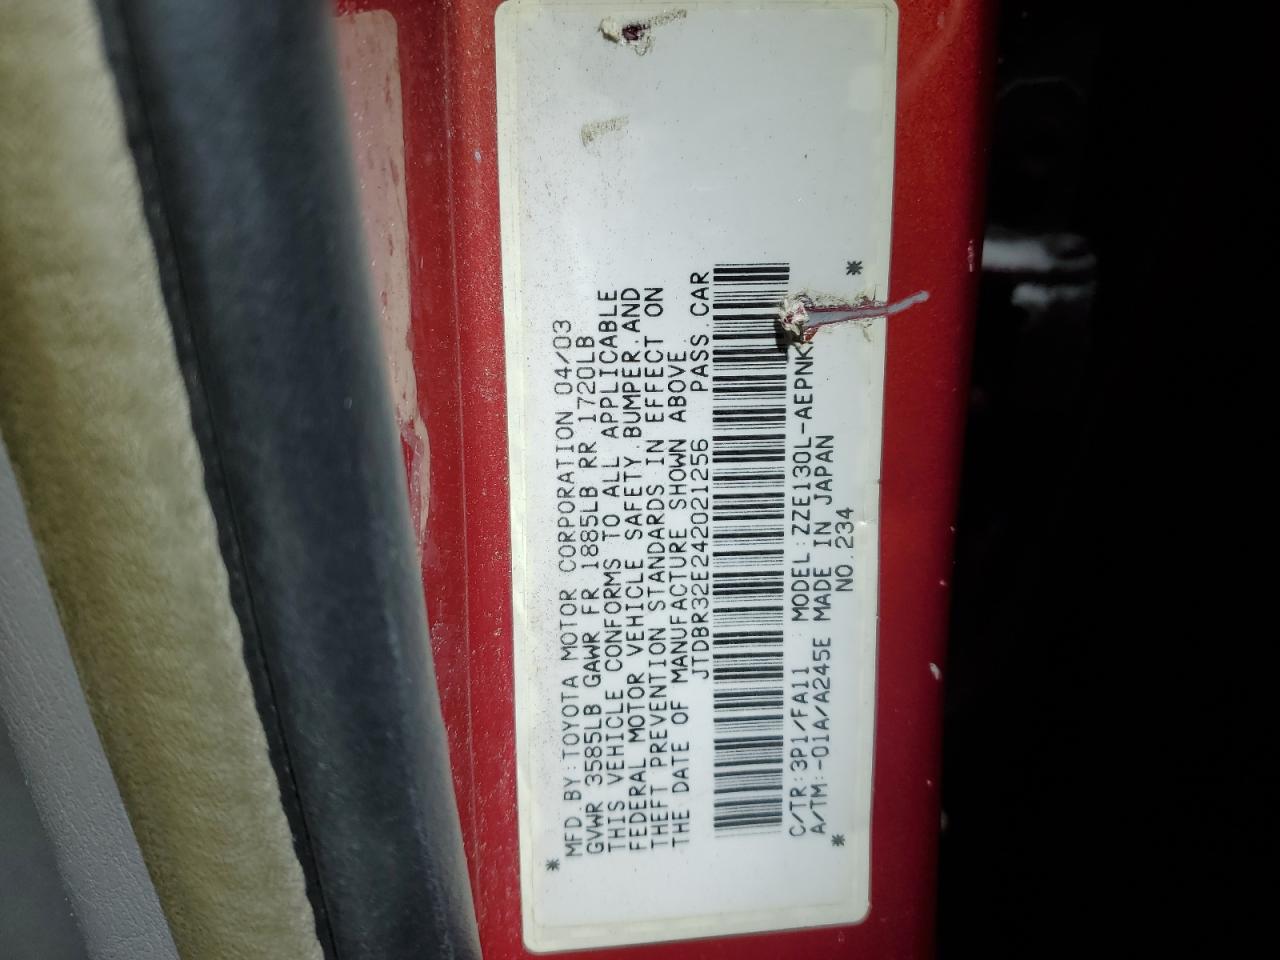 MFD.BY:TOYOTA MOTOR CORPORATION 04/03
GVWR 3585LB GAWR FR 1885LB RR 1720LB
THIS VEHICLE CONFORMS TO ALL APPLICABLE
FEDERAL MOTOR VEHICLE SAFETY.BUMPER.AND
THEFT PREVENTION STANDARDS IN EFFECT ON
THE DATE OF MANUFACTURE SHOWN ABOVE.
JTDBR32E242021256 PASS.CAR
C/TR:3P1/FA11 MODEL:ZZE130L-AEPNK
A/TM:-01A/A245E MADE IN JAPAN
NO.234